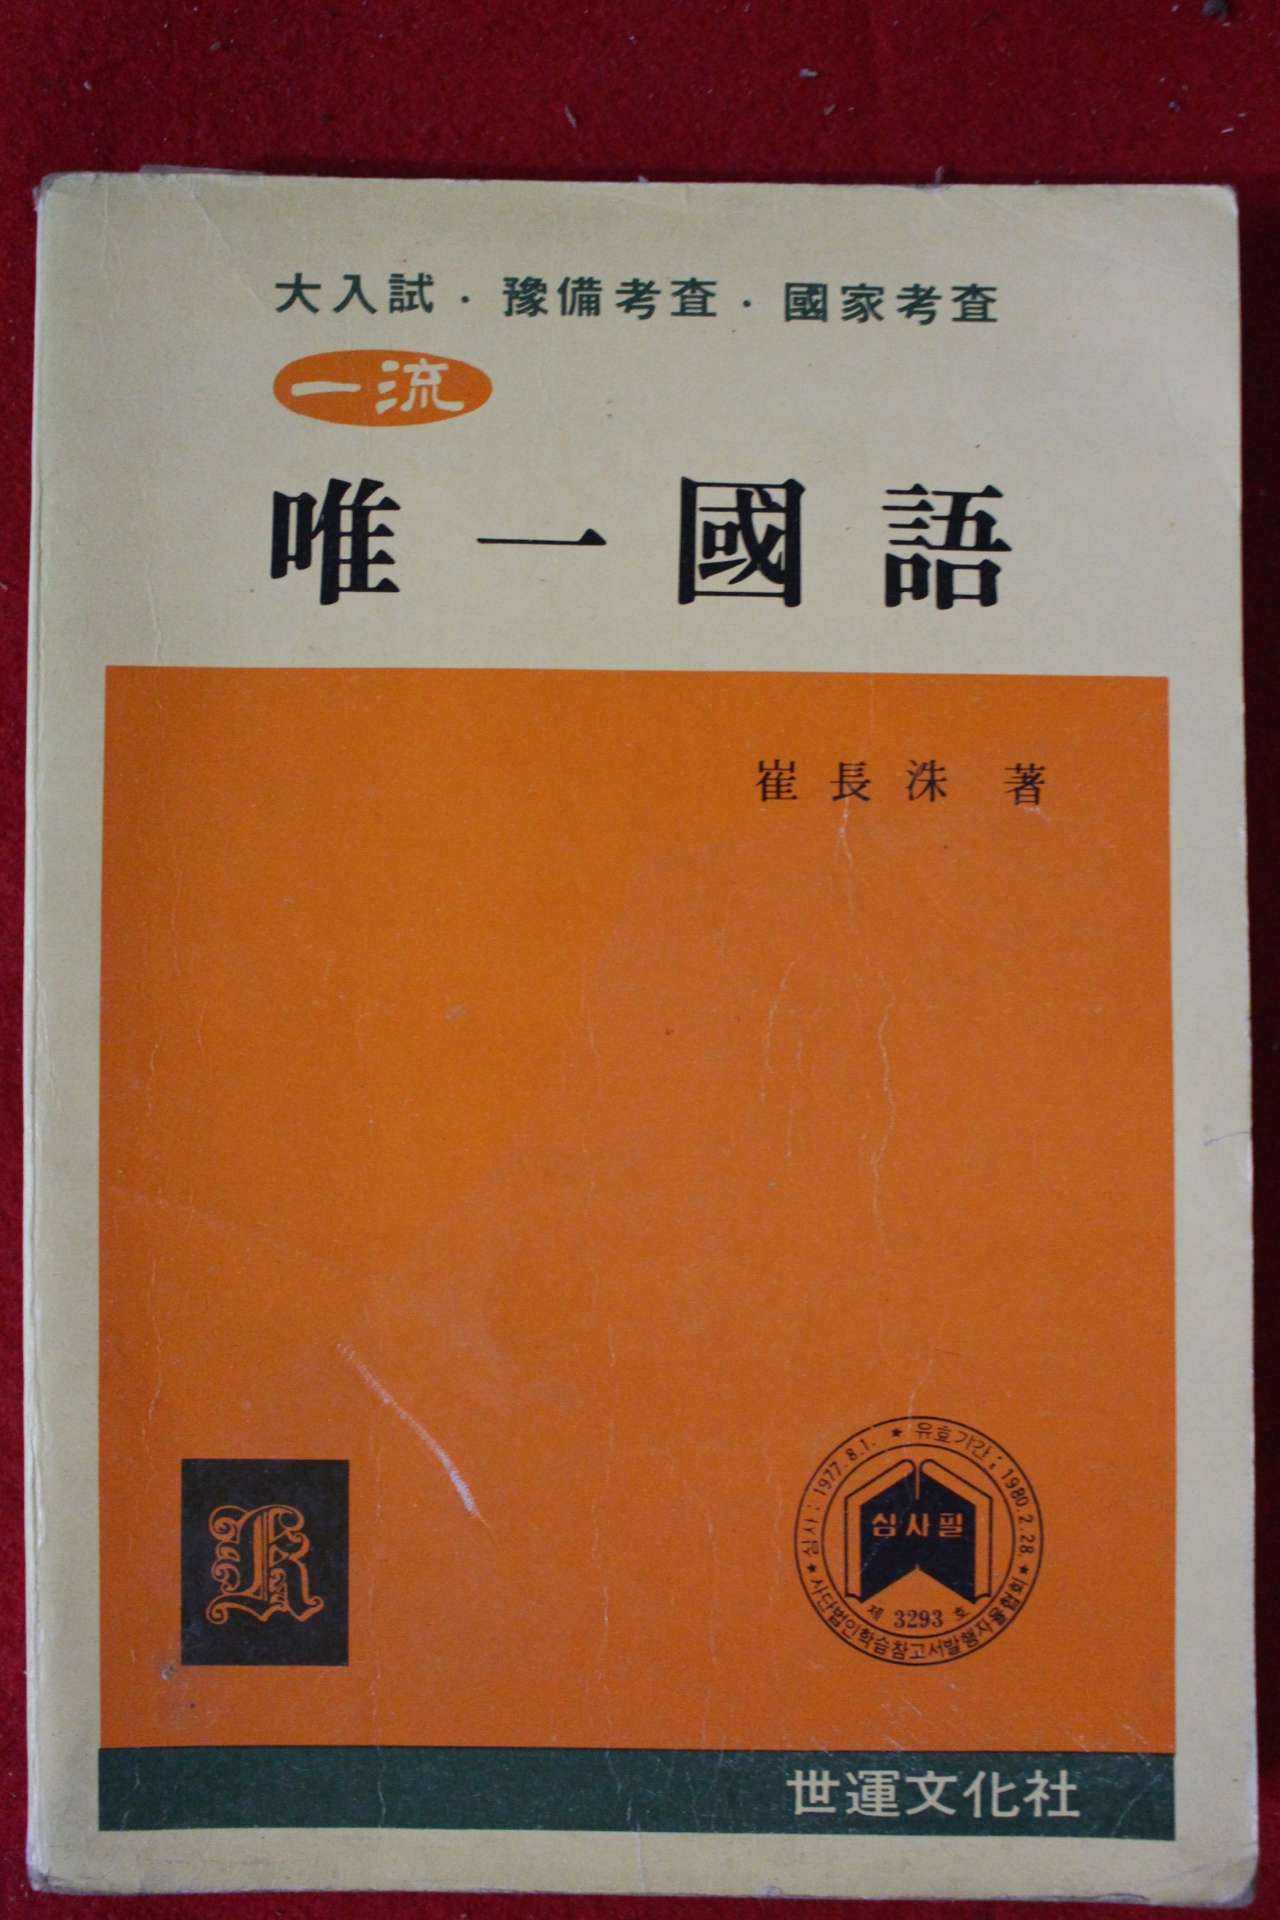 大入試・豫備考査・國家考査
一流
唯一國語
崔長洙 著
K
★ 심사 : 1977.8.1. ★ 유효기간 : 1980.2.28. ★
심사필
제 3293 호
사단법인학습참고서발행자율협회
世運文化社